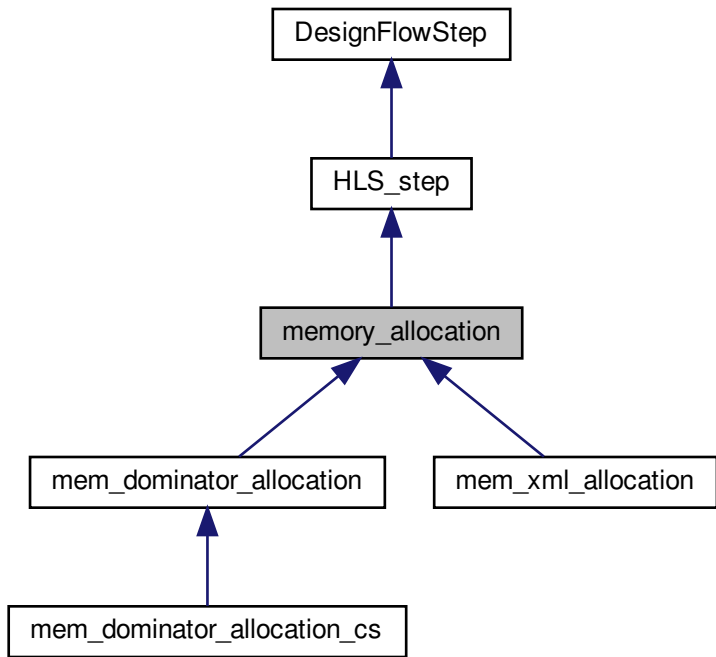 DesignFlowStep
HLS_step
memory_allocation
mem_dominator_allocation
mem_xml_allocation
mem_dominator_allocation_cs